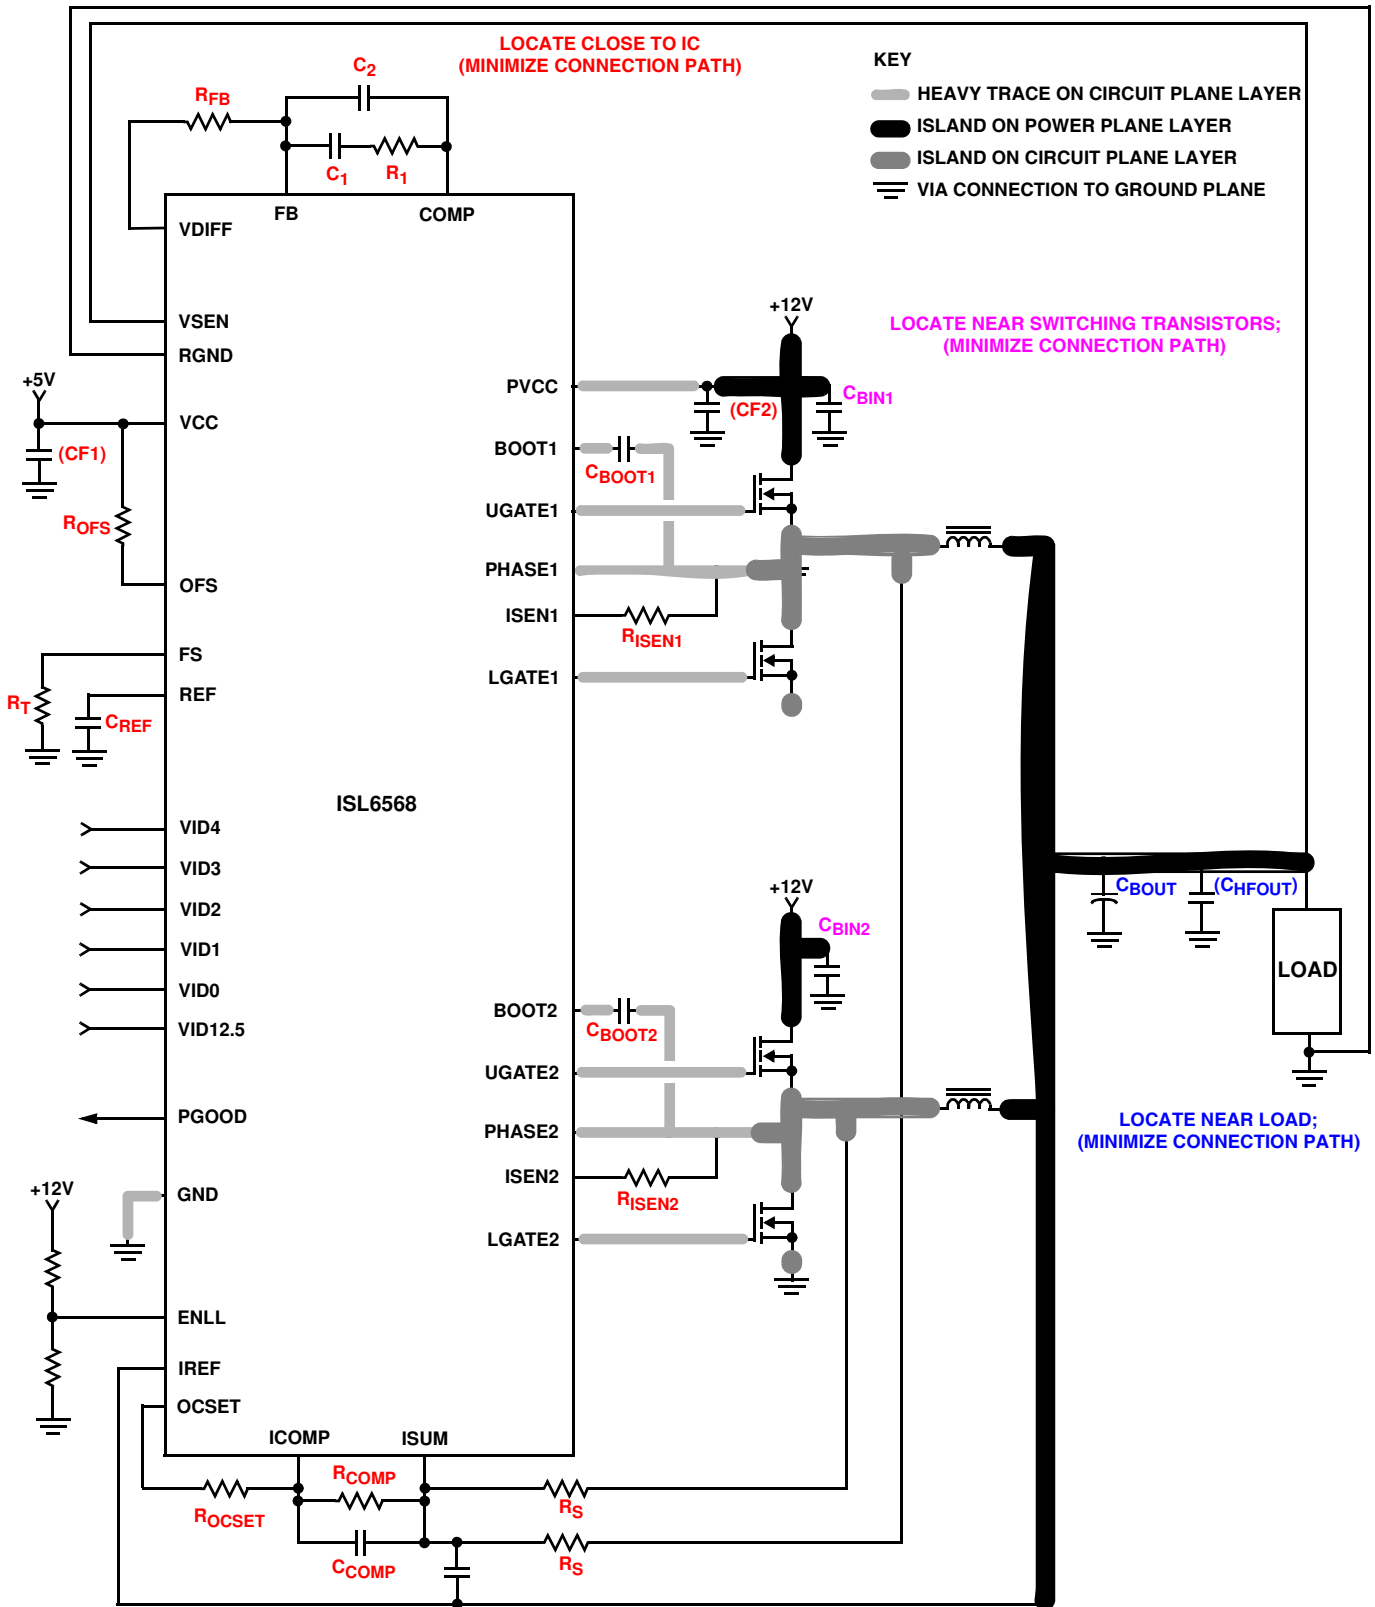 LOCATE CLOSE TO IC
(MINIMIZE CONNECTION PATH)
KEY
HEAVY TRACE ON CIRCUIT PLANE LAYER
ISLAND ON POWER PLANE LAYER
ISLAND ON CIRCUIT PLANE LAYER
VIA CONNECTION TO GROUND PLANE
C2
RFB
C1
R1
FB
COMP
VDIFF
VSEN
RGND
+5V
VCC
(CF1)
ROFS
OFS
FS
REF
RT
CREF
ISL6568
VID4
VID3
VID2
VID1
VID0
VID12.5
PGOOD
+12V
GND
ENLL
IREF
OCSET
ICOMP
ISUM
ROCSET
RCOMP
CCOMP
RS
RS
+12V
LOCATE NEAR SWITCHING TRANSISTORS;
(MINIMIZE CONNECTION PATH)
PVCC
(CF2)
CBIN1
BOOT1
CBOOT1
UGATE1
PHASE1
ISEN1
RISEN1
LGATE1
+12V
CBIN2
BOOT2
CBOOT2
UGATE2
PHASE2
ISEN2
RISEN2
LGATE2
CBOUT
(CHFOUT)
LOAD
LOCATE NEAR LOAD;
(MINIMIZE CONNECTION PATH)